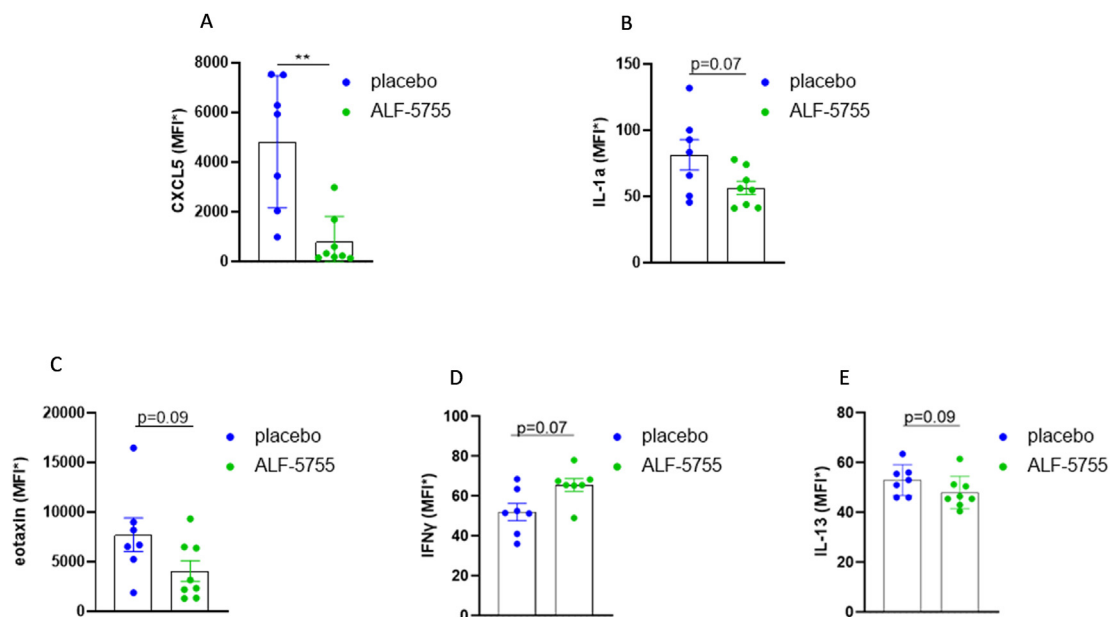 A
8000
6000
4000
2000
0
CXCL5 (MFI*)
**
placebo
ALF-5755
B
150
100
50
0
IL-1a (MFI*)
p=0.07
placebo
ALF-5755
C
20000
15000
10000
5000
0
eotaxin (MFI*)
p=0.09
placebo
ALF-5755
D
100
80
60
40
20
0
IFNγ (MFI*)
p=0.07
placebo
ALF-5755
E
80
60
40
20
0
IL-13 (MFI*)
p=0.09
placebo
ALF-5755